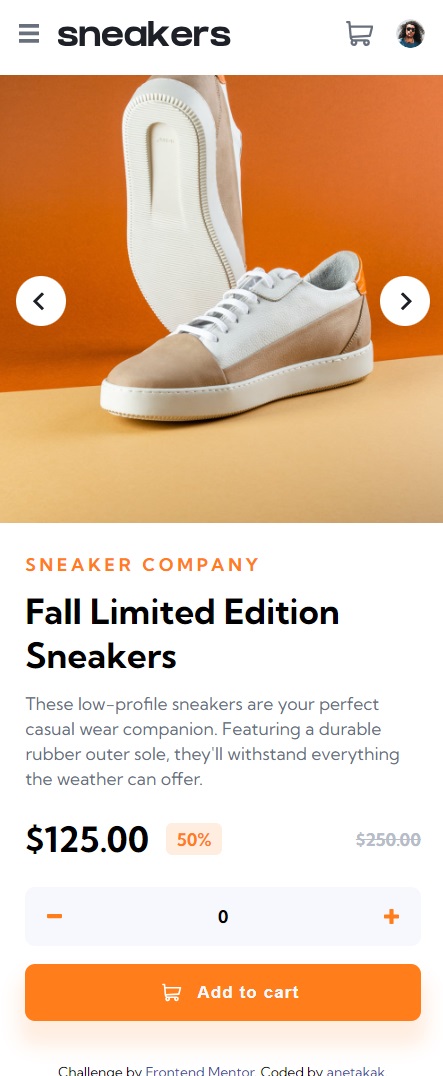 sneakers
SNEAKER COMPANY
Fall Limited Edition
Sneakers
These low-profile sneakers are your perfect
casual wear companion. Featuring a durable
rubber outer sole, they'll withstand everything
the weather can offer.
$125.00 50% $250.00
0
Add to cart
Challenge by Frontend Mentor. Coded by anetakak.